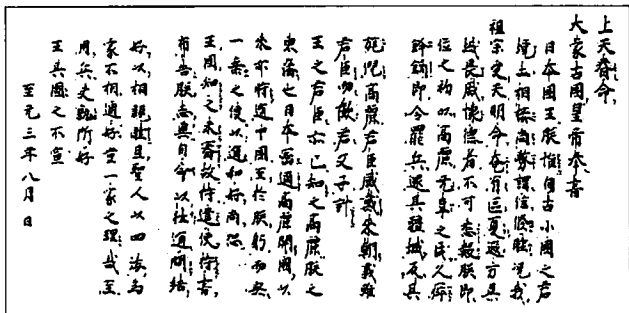 上天眷命
大蒙古國皇帝奉書
日本國王朕惟自古小國之君
境土相接尚務講信修睦況我
祖宗受天明命奄有區夏遐方異
域畏威懷德者不可悉數朕即
位之初以高麗无辜之民久瘁
鋒鏑即令罷兵還其疆域反其
旄倪高麗君臣感戴來朝義雖
君臣而歡若父子計
王之君臣亦已知之高麗朕之
東藩也日本密邇高麗開國以
來亦時通中國至於朕躬而無
一乘之使以通和好尚恐
王國知之未審故特遣使持書
布告朕志冀自今以往通問結
好以相親睦且聖人以四海為
家不相通好豈一家之理哉至
用兵夫孰所好
王其圖之不宣
至元三年八月日